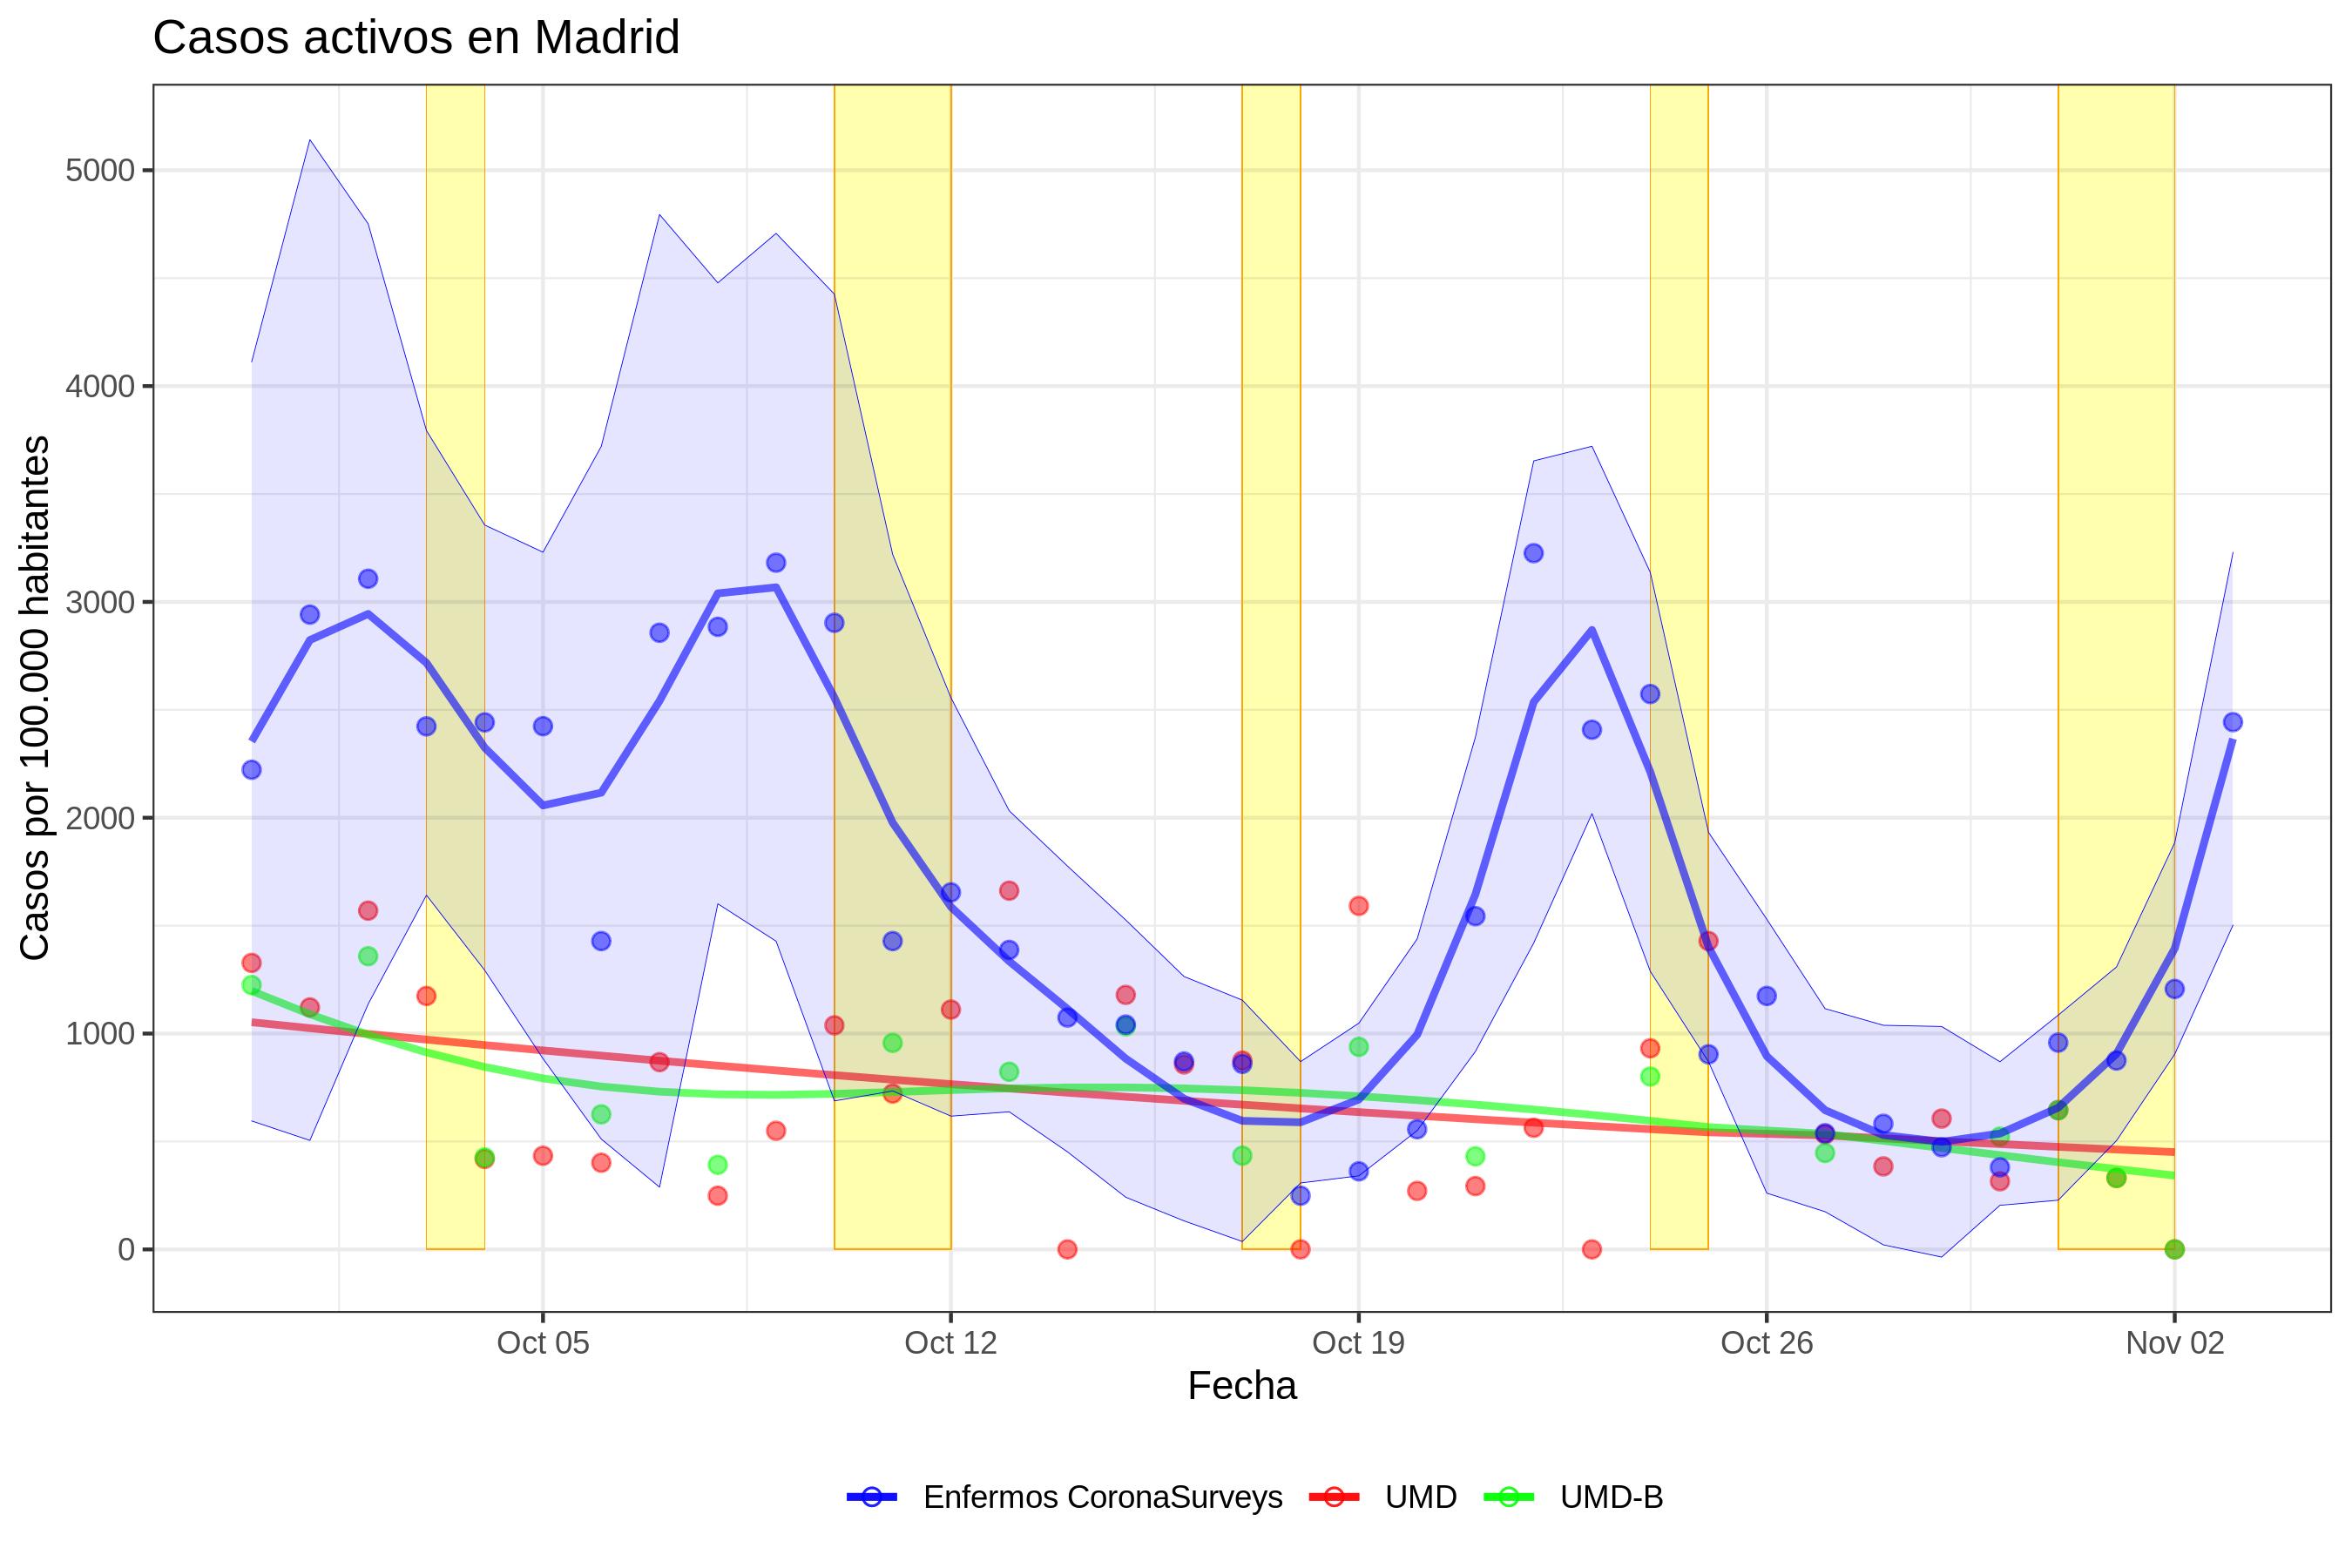 Casos activos en Madrid
Casos por 100.000 habitantes
5000
4000
3000
2000
1000
0
Oct 05 Oct 12 Oct 19 Oct 26 Nov 02
Fecha
Enfermos CoronaSurveys UMD UMD-B